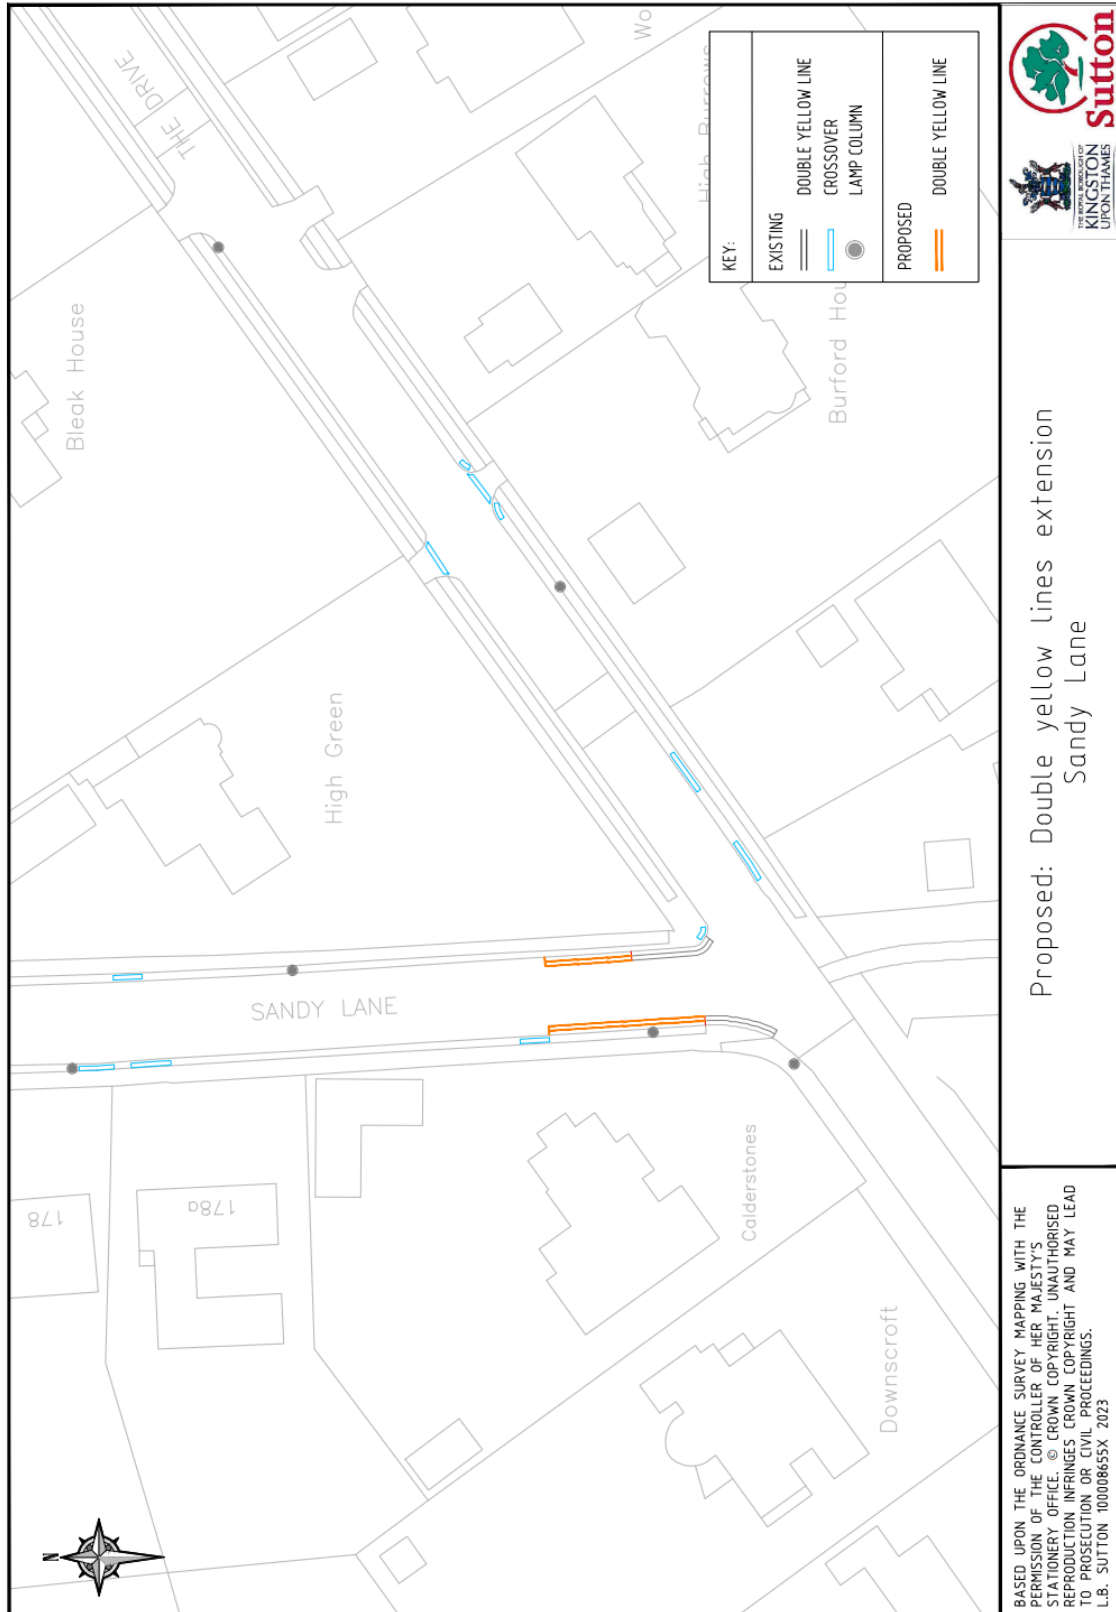 THE DRIVE
Wo
High Burrows
Bleak House
Burford Hou
High Green
SANDY LANE
178
178a
Calderstones
Downscroft
N
KEY:
EXISTING
DOUBLE YELLOW LINE
CROSSOVER
LAMP COLUMN
PROPOSED
DOUBLE YELLOW LINE
BASED UPON THE ORDNANCE SURVEY MAPPING WITH THE
PERMISSION OF THE CONTROLLER OF HER MAJESTY'S
STATIONERY OFFICE. © CROWN COPYRIGHT. UNAUTHORISED
REPRODUCTION INFRINGES CROWN COPYRIGHT AND MAY LEAD
TO PROSECUTION OR CIVIL PROCEEDINGS.
L.B. SUTTON 100008655X 2023
Proposed: Double yellow lines extension
Sandy Lane
THE ROYAL BOROUGH OF
KINGSTON
UPON THAMES
Sutton